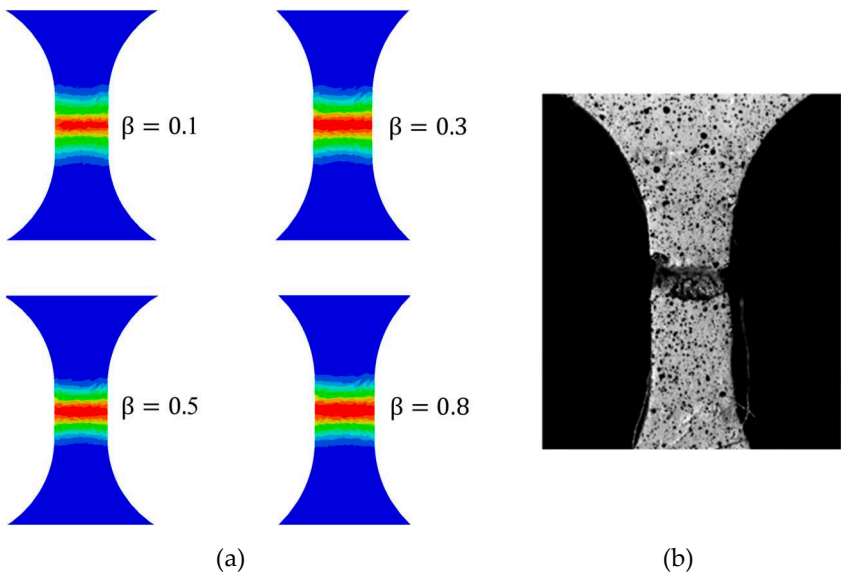 β = 0.1
β = 0.3
β = 0.5
β = 0.8
(a)
(b)